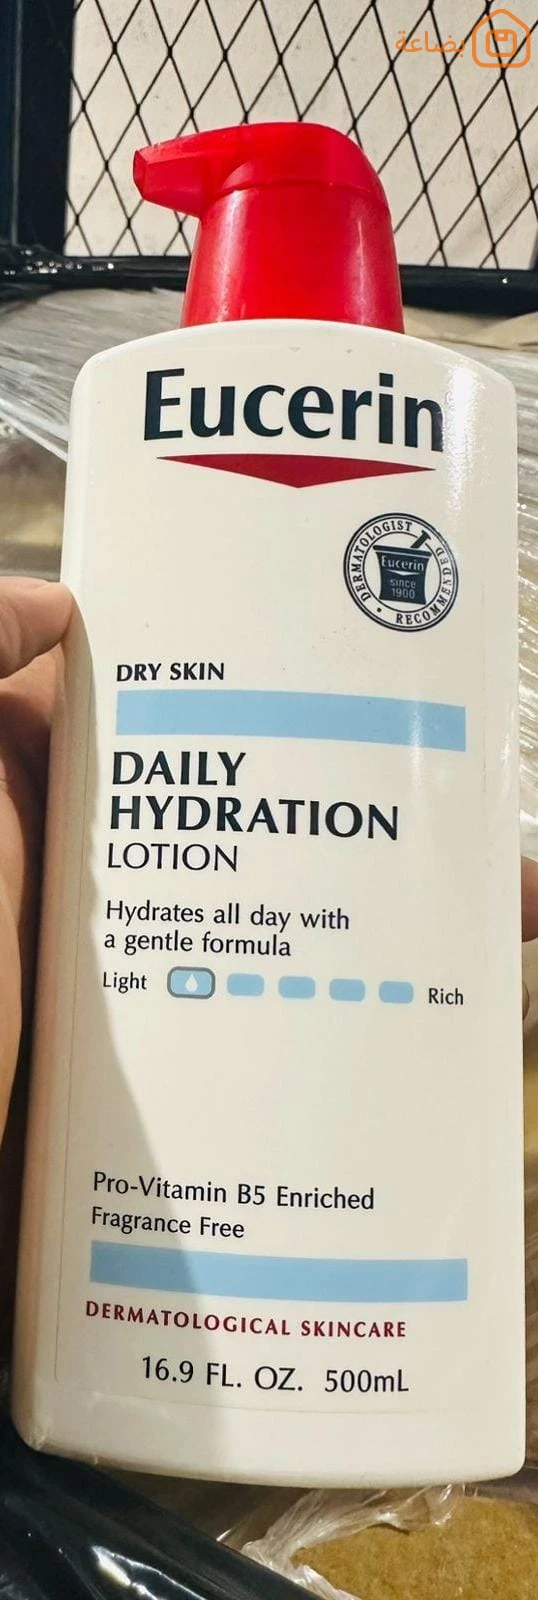 بضاعة
Eucerin
DERMATOLOGIST RECOMMENDED
Eucerin
since
1900
DRY SKIN
DAILY
HYDRATION
LOTION
Hydrates all day with
a gentle formula
Light Rich
Pro-Vitamin B5 Enriched
Fragrance Free
DERMATOLOGICAL SKINCARE
16.9 FL. OZ. 500mL